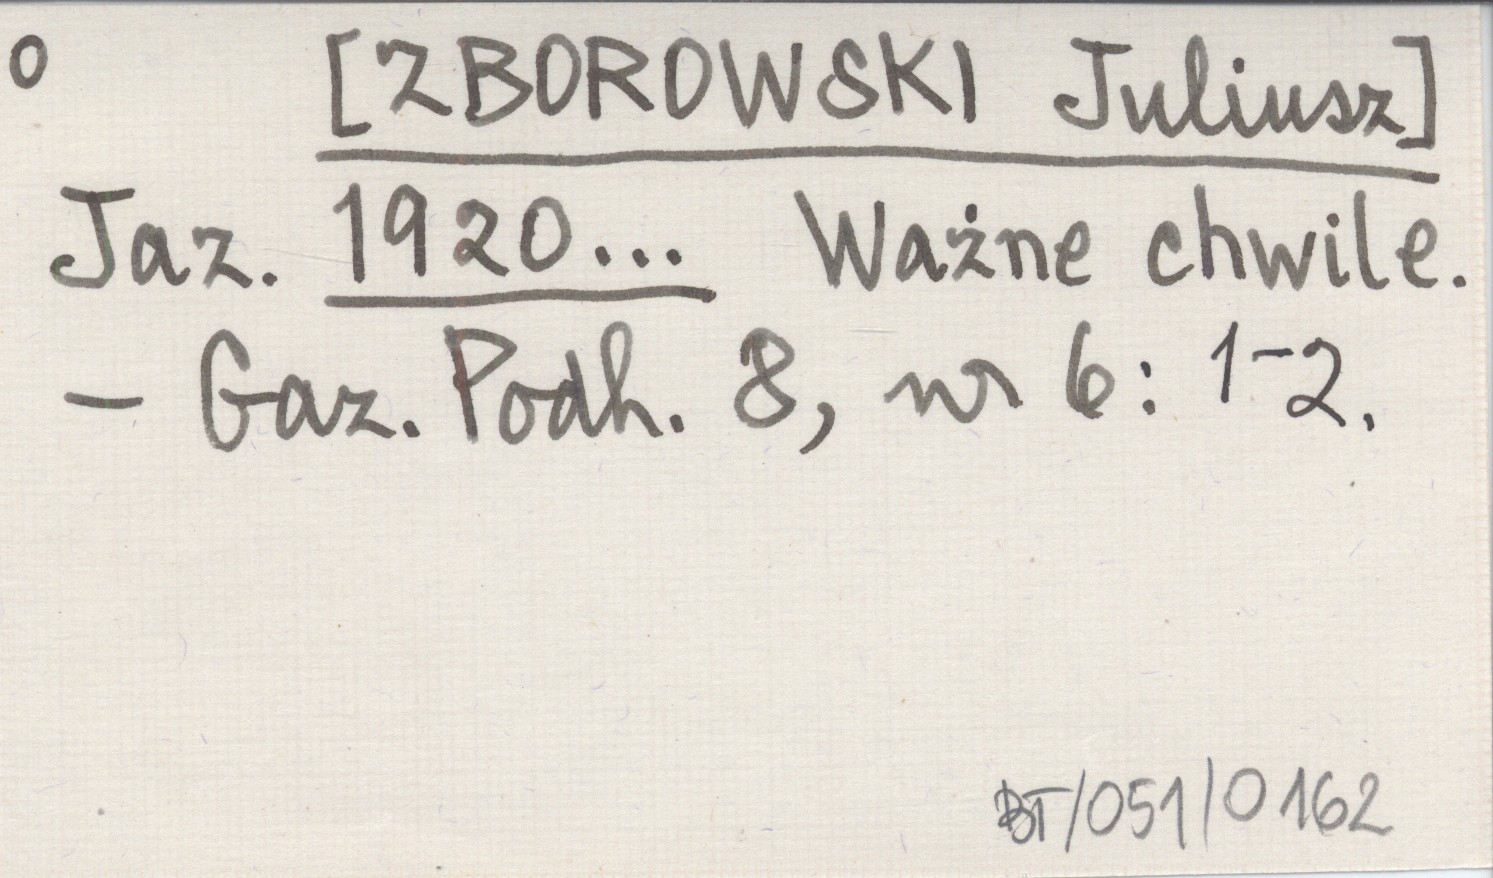 o [ZBOROWSKI Juliusz]
Jaz. 1920... Ważne chwile.
- Gaz. Podh. 8, nr 6: 1-2.
BT/051/0162